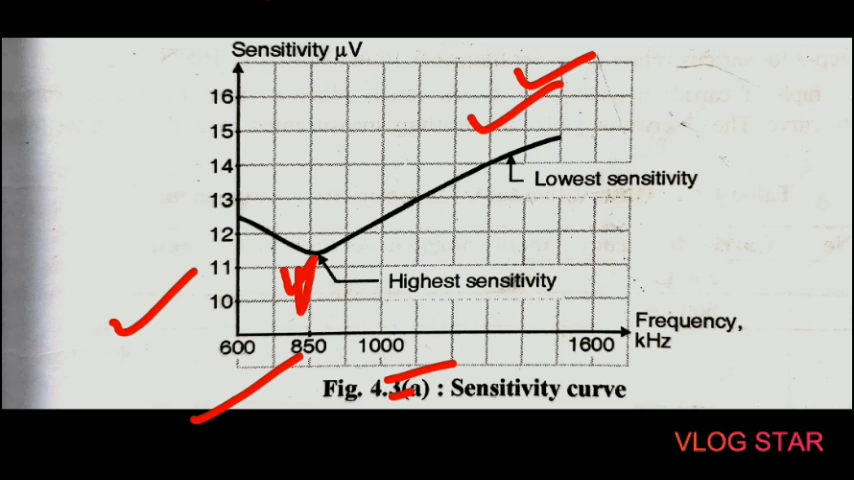 Sensitivity µV
16
15
14
Lowest sensitivity
13
12
11
Highest sensitivity
10
Frequency,
kHz
600 850 1000 1600
Fig. 4.3(a) : Sensitivity curve
VLOG STAR